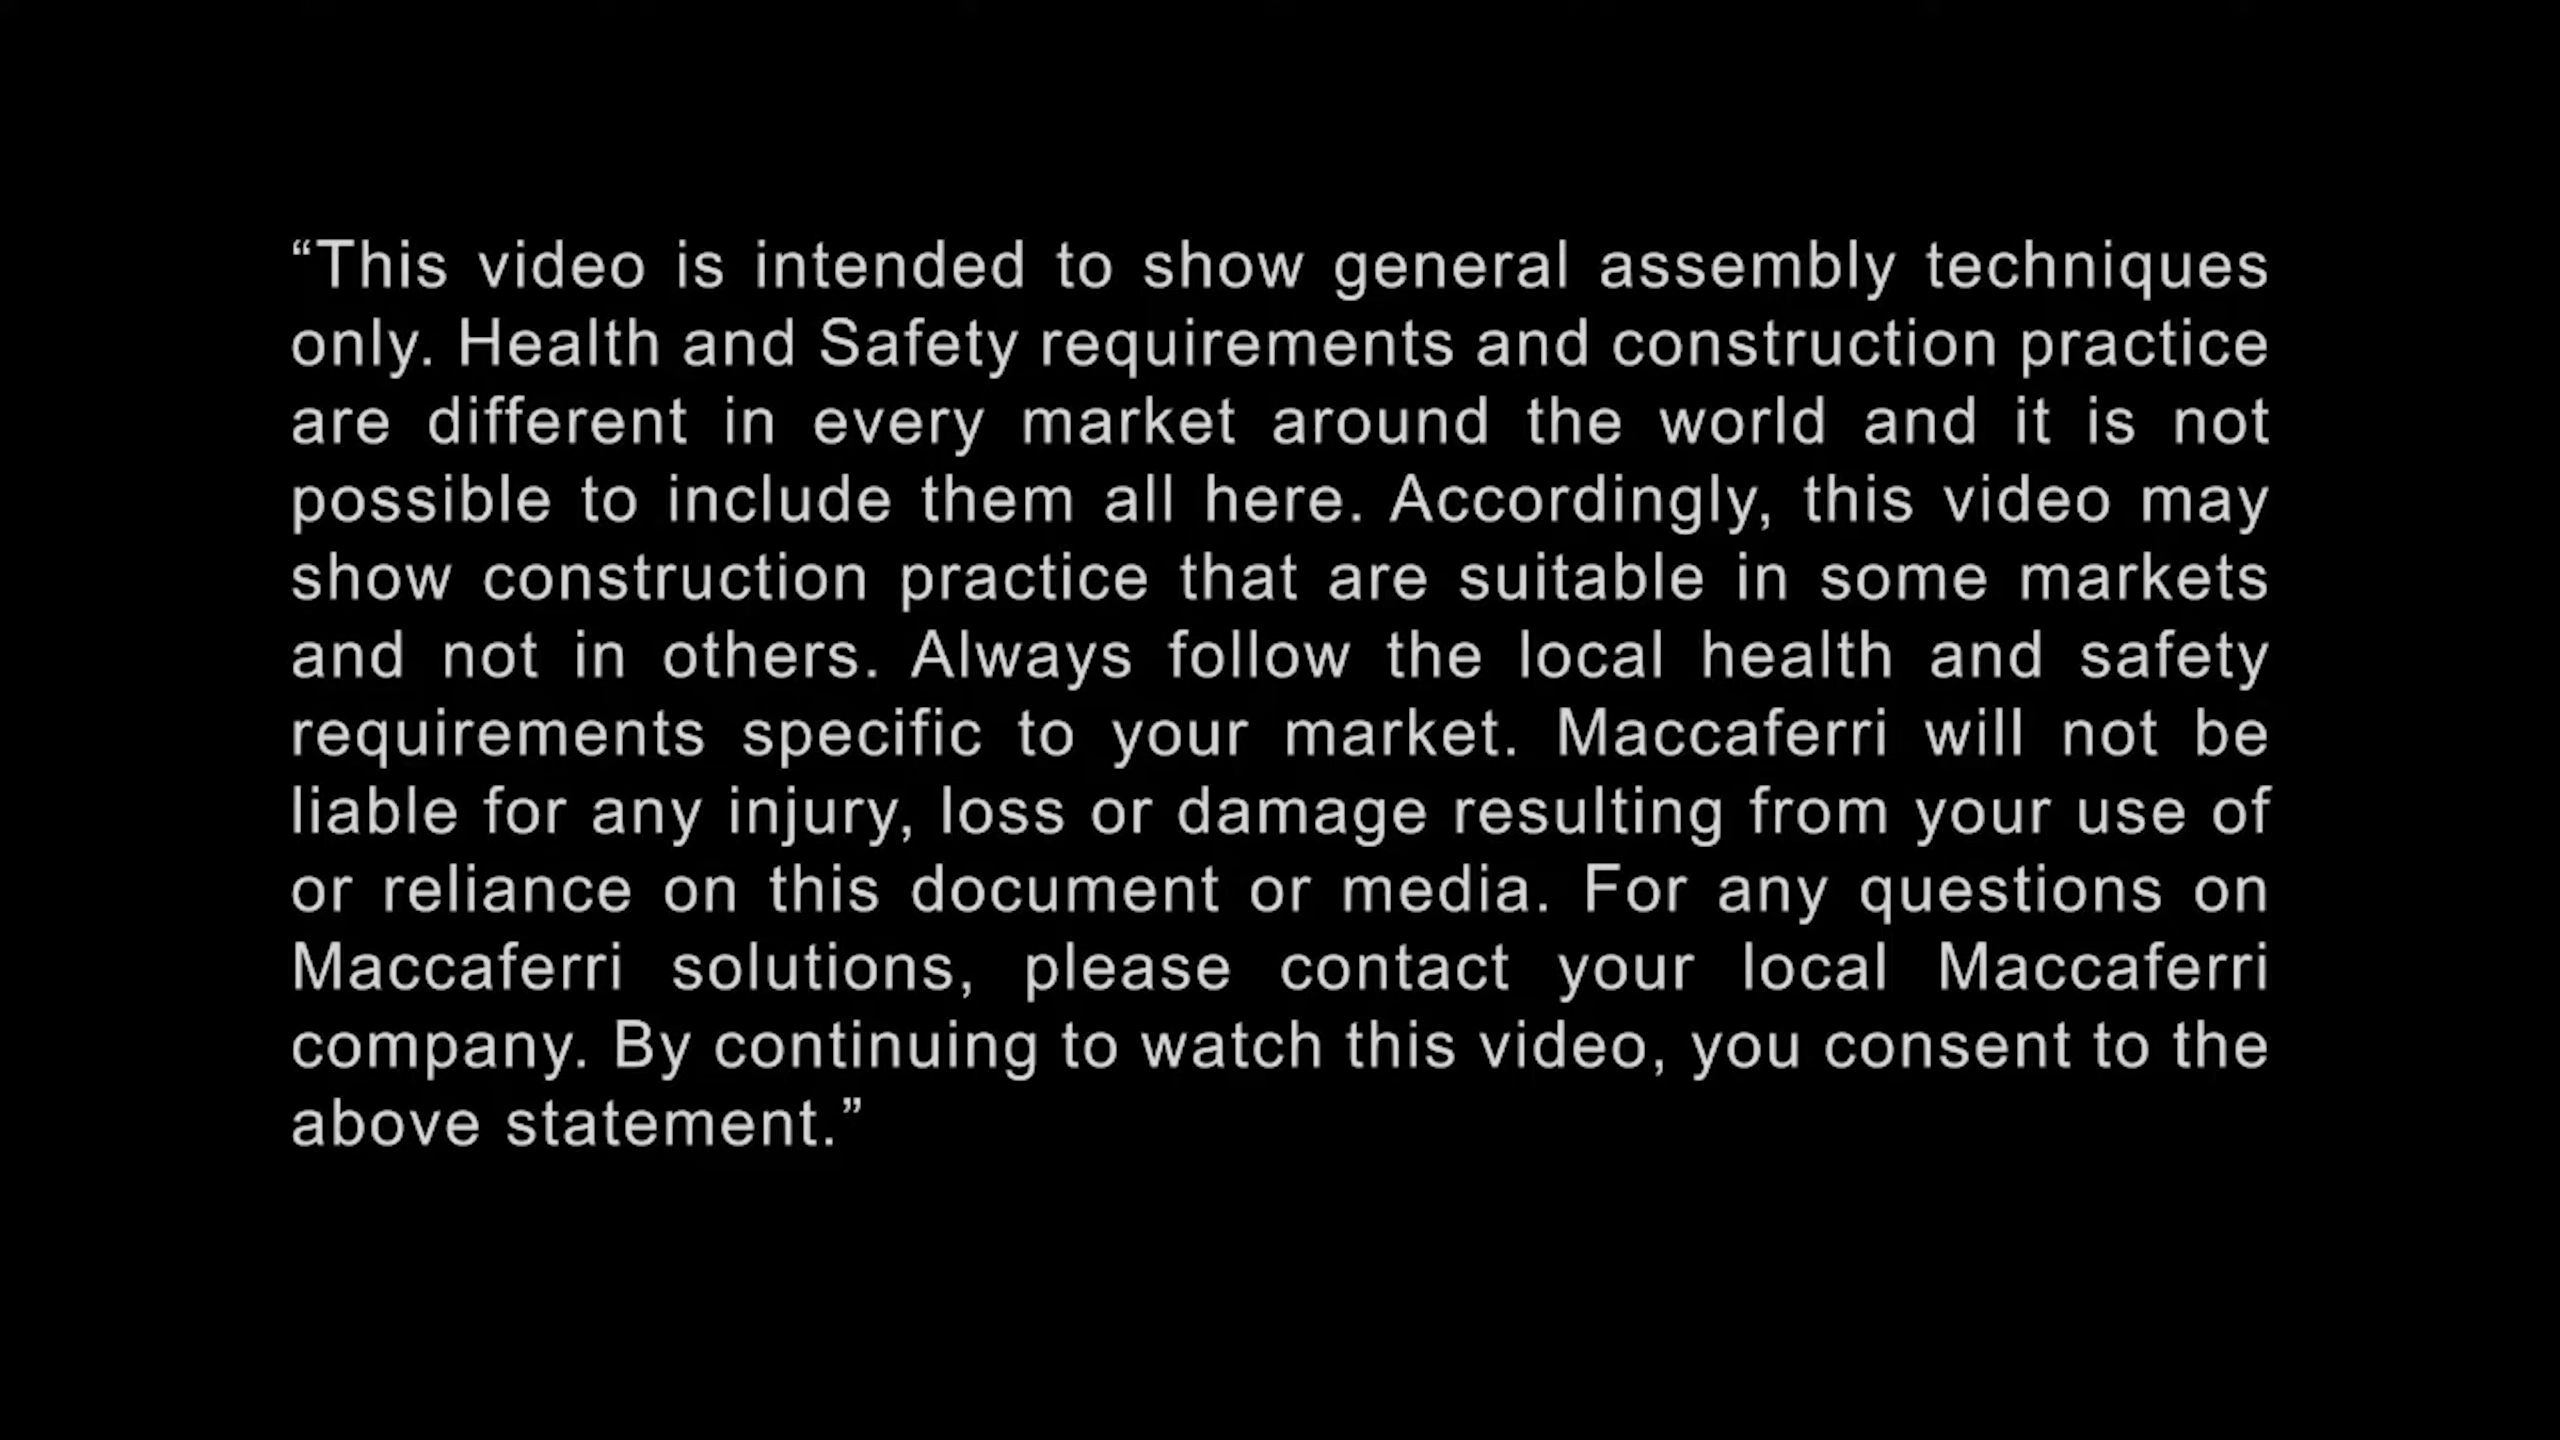 “This video is intended to show general assembly techniques
only. Health and Safety requirements and construction practice
are different in every market around the world and it is not
possible to include them all here. Accordingly, this video may
show construction practice that are suitable in some markets
and not in others. Always follow the local health and safety
requirements specific to your market. Maccaferri will not be
liable for any injury, loss or damage resulting from your use of
or reliance on this document or media. For any questions on
Maccaferri solutions, please contact your local Maccaferri
company. By continuing to watch this video, you consent to the
above statement.”